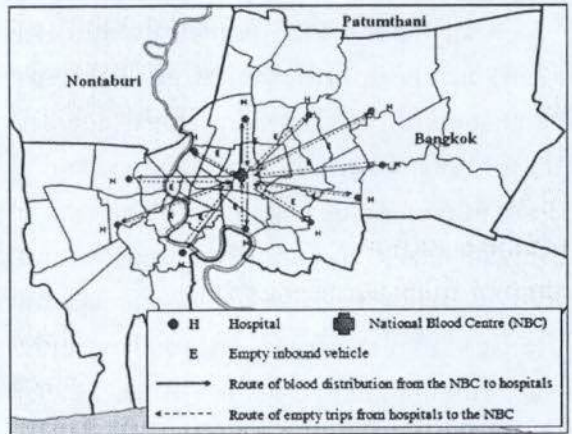 Patumthani
Nontaburi
Bangkok
H
H
H
H
H
H
H
H
H
H
H
H
E
E
E
E
E
E
E
E
E
E
E
H Hospital
National Blood Centre (NBC)
E Empty inbound vehicle
Route of blood distribution from the NBC to hospitals
Route of empty trips from hospitals to the NBC